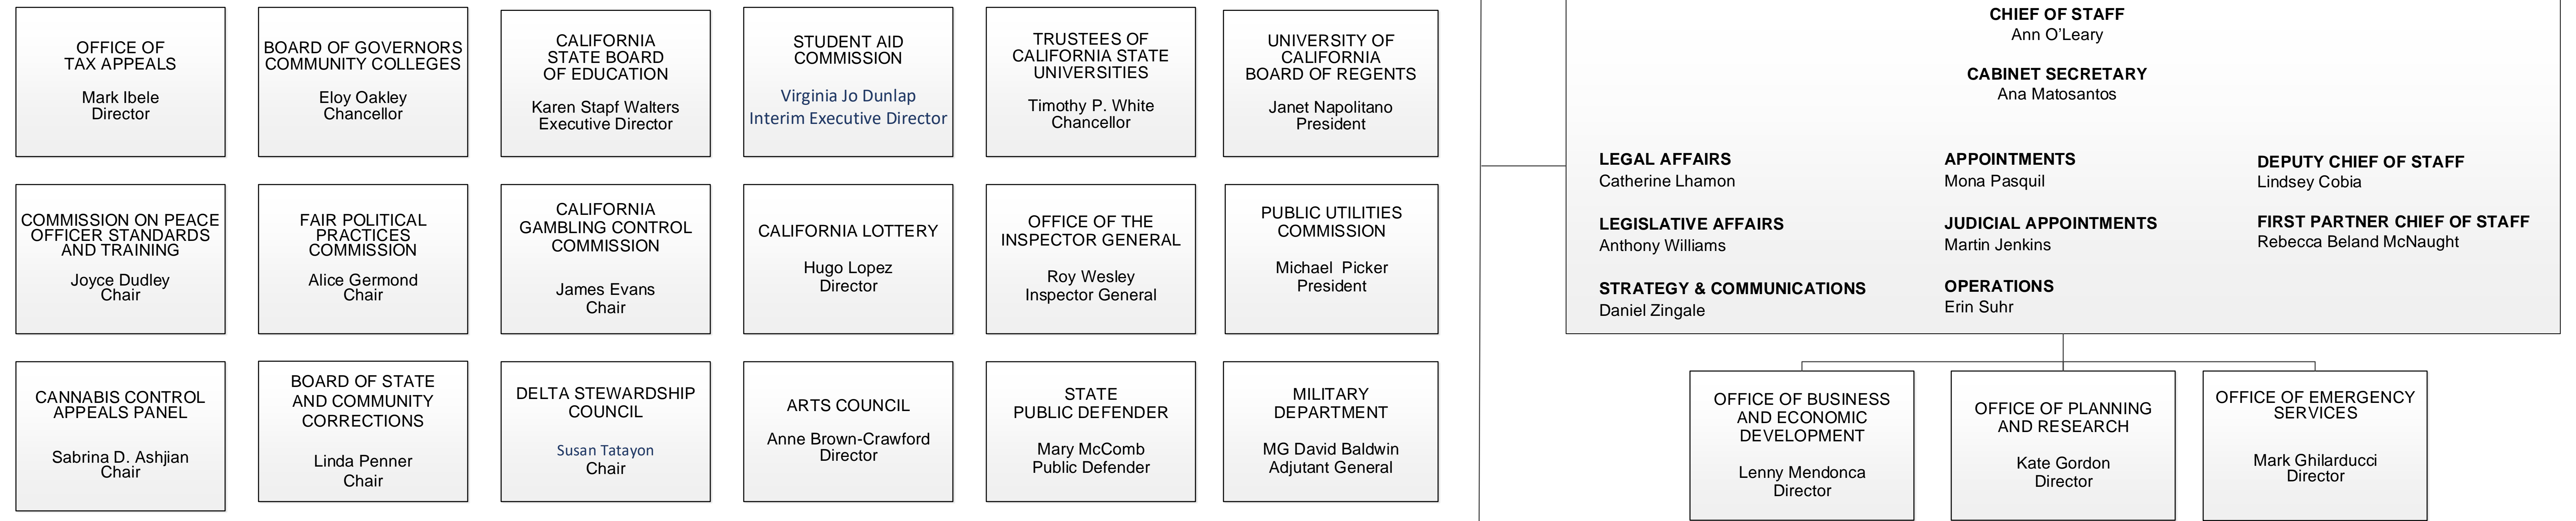 OFFICE OF
TAX APPEALS
Mark Ibele
Director
BOARD OF GOVERNORS
COMMUNITY COLLEGES
Eloy Oakley
Chancellor
CALIFORNIA
STATE BOARD
OF EDUCATION
Karen Stapf Walters
Executive Director
STUDENT AID
COMMISSION
Virginia Jo Dunlap
Interim Executive Director
TRUSTEES OF
CALIFORNIA STATE
UNIVERSITIES
Timothy P. White
Chancellor
UNIVERSITY OF
CALIFORNIA
BOARD OF REGENTS
Janet Napolitano
President
COMMISSION ON PEACE
OFFICER STANDARDS
AND TRAINING
Joyce Dudley
Chair
FAIR POLITICAL
PRACTICES
COMMISSION
Alice Germond
Chair
CALIFORNIA
GAMBLING CONTROL
COMMISSION
James Evans
Chair
CALIFORNIA LOTTERY
Hugo Lopez
Director
OFFICE OF THE
INSPECTOR GENERAL
Roy Wesley
Inspector General
PUBLIC UTILITIES
COMMISSION
Michael  Picker
President
CANNABIS CONTROL
APPEALS PANEL
Sabrina D. Ashjian
Chair
BOARD OF STATE
AND COMMUNITY
CORRECTIONS
Linda Penner
Chair
DELTA STEWARDSHIP
COUNCIL
Susan Tatayon
Chair
ARTS COUNCIL
Anne Brown-Crawford
Director
STATE
PUBLIC DEFENDER
Mary McComb
Public Defender
MILITARY
DEPARTMENT
MG David Baldwin
Adjutant General
CHIEF OF STAFF
Ann O’Leary
CABINET SECRETARY
Ana Matosantos
LEGAL AFFAIRS
Catherine Lhamon
LEGISLATIVE AFFAIRS
Anthony Williams
STRATEGY & COMMUNICATIONS
Daniel Zingale
APPOINTMENTS
Mona Pasquil
JUDICIAL APPOINTMENTS
Martin Jenkins
OPERATIONS
Erin Suhr
DEPUTY CHIEF OF STAFF
Lindsey Cobia
FIRST PARTNER CHIEF OF STAFF
Rebecca Beland McNaught
OFFICE OF BUSINESS
AND ECONOMIC
DEVELOPMENT
Lenny Mendonca
Director
OFFICE OF PLANNING
AND RESEARCH
Kate Gordon
Director
OFFICE OF EMERGENCY
SERVICES
Mark Ghilarducci
Director